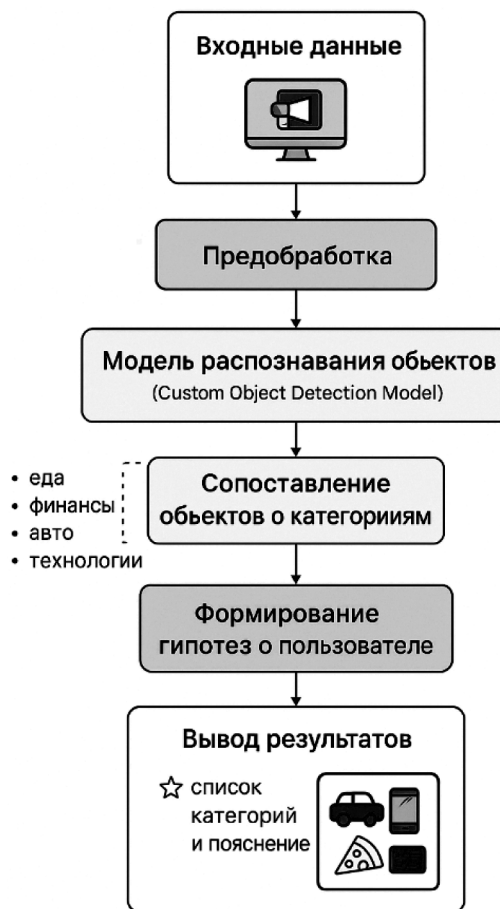 Входные данные
Предобработка
Модель распознавания обьектов
(Custom Object Detection Model)
• еда
• финансы
• авто
• технологии
Сопоставление
обьектов о категорииям
Формирование
гипотез о пользователе
Вывод результатов
список
категорий
и пояснение